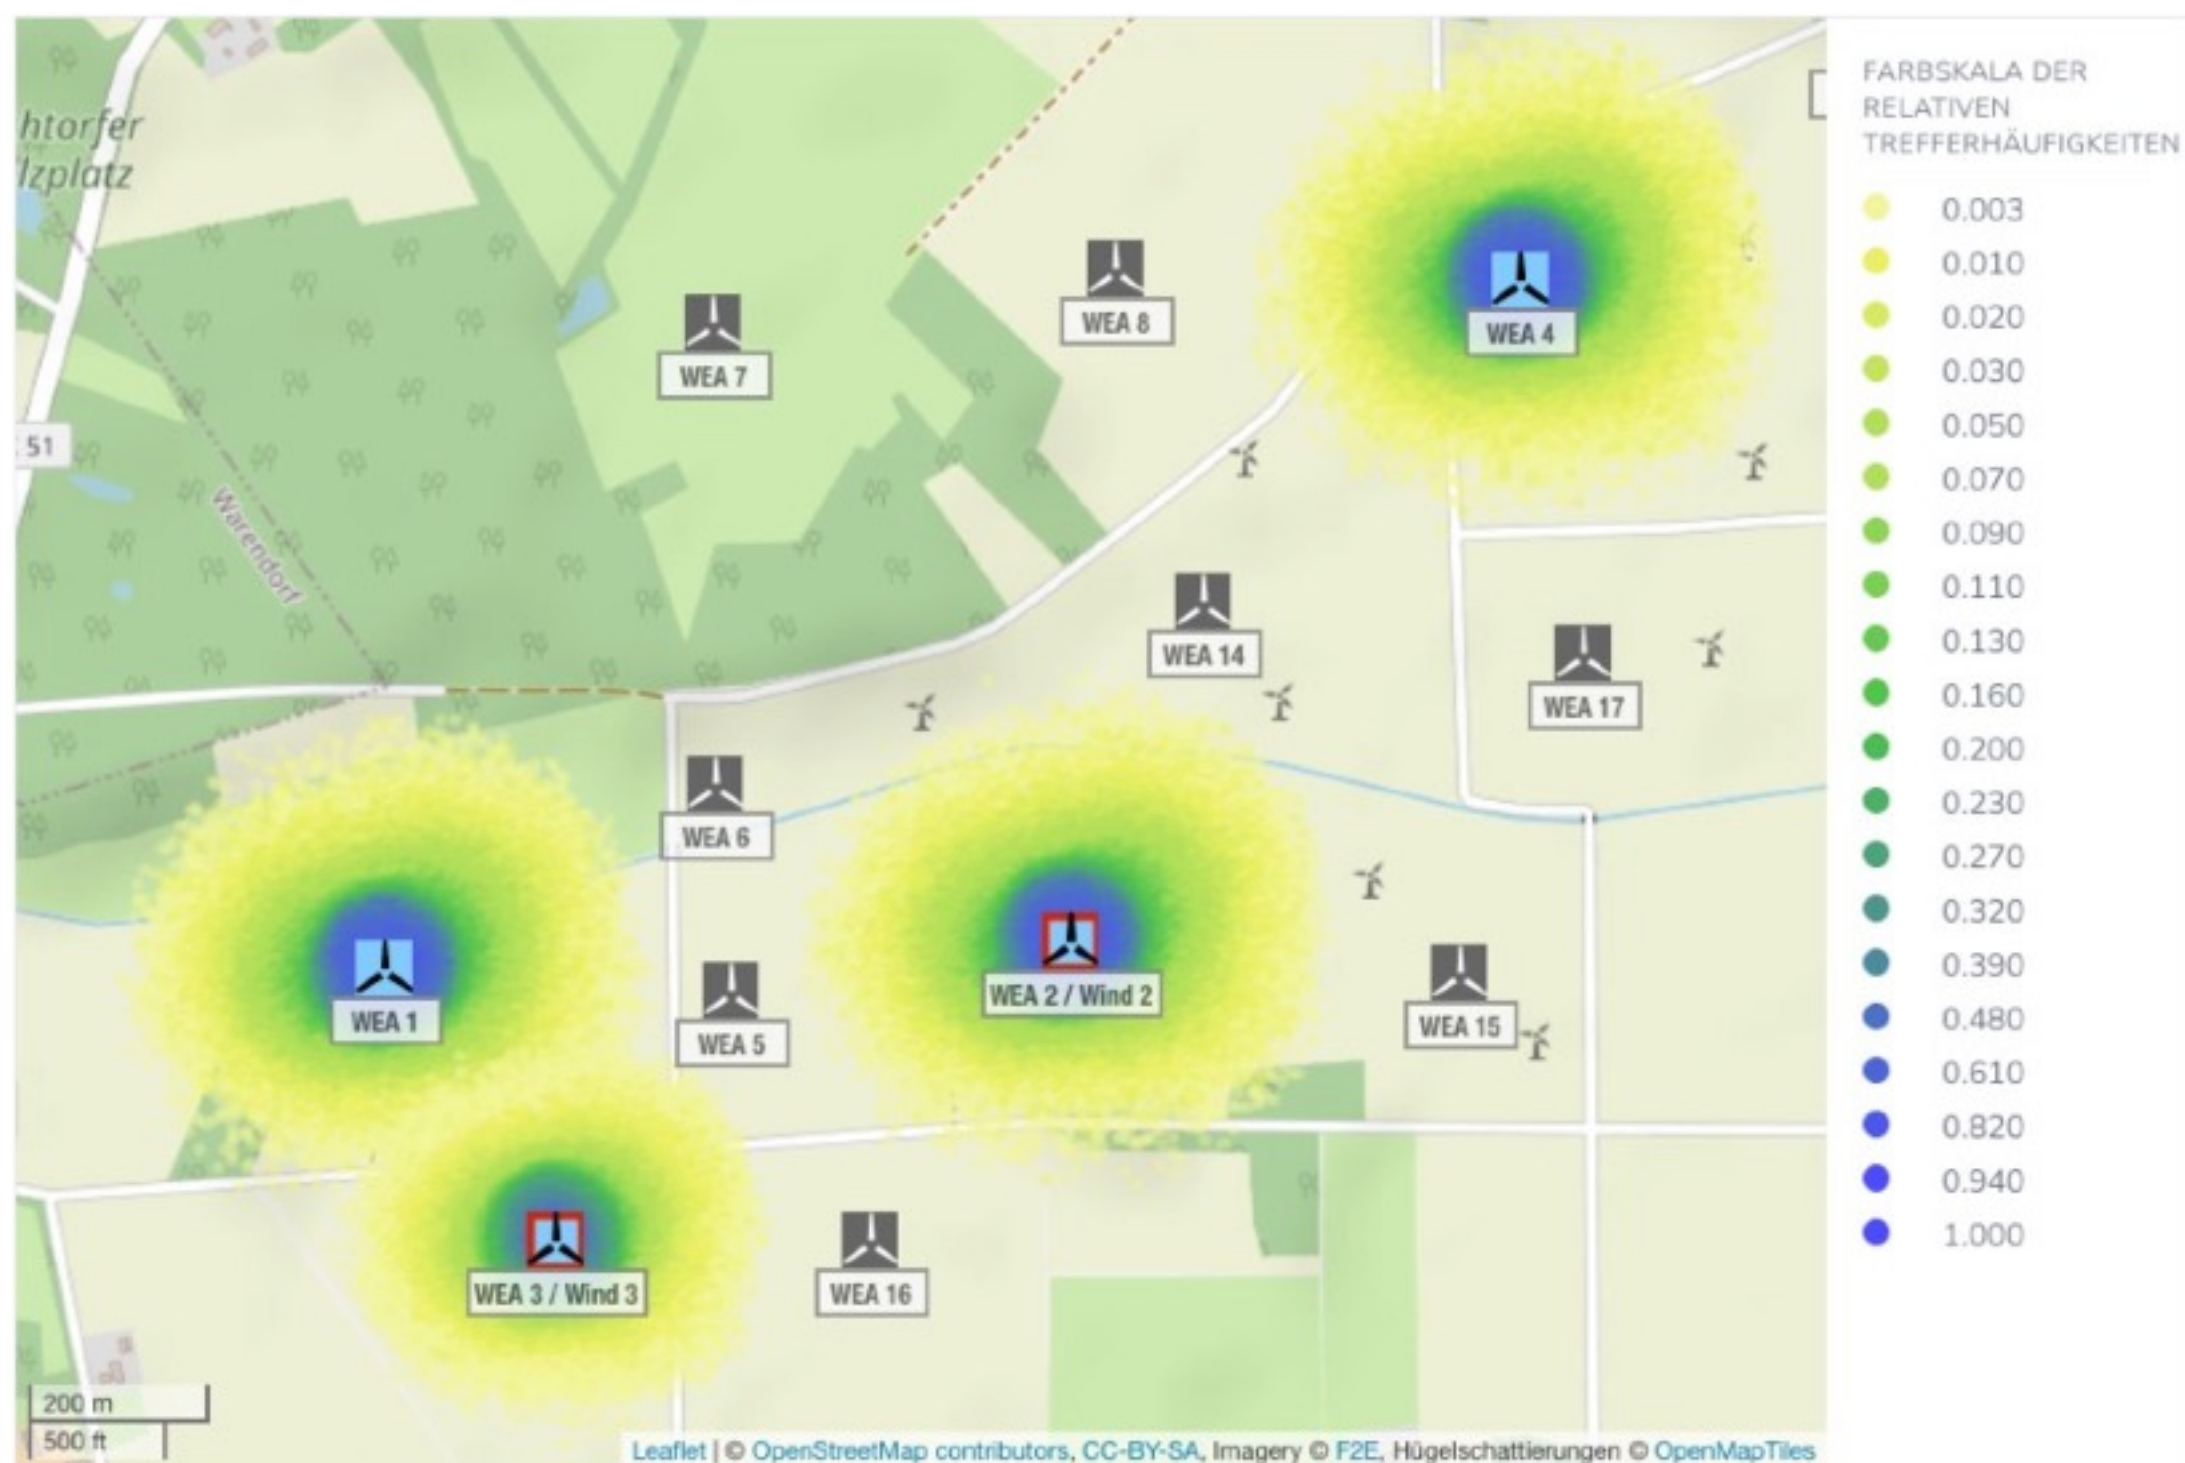 htorfer
lzplatz
51
Warendorf
WEA 7
WEA 8
WEA 4
WEA 14
WEA 17
WEA 6
WEA 1
WEA 5
WEA 2 / Wind 2
WEA 15
WEA 3 / Wind 3
WEA 16
200 m
500 ft
Leaflet | © OpenStreetMap contributors, CC-BY-SA, Imagery © F2E, Hügelschattierungen © OpenMapTiles
FARBSKALA DER
RELATIVEN
TREFFERHÄUFIGKEITEN
0.003
0.010
0.020
0.030
0.050
0.070
0.090
0.110
0.130
0.160
0.200
0.230
0.270
0.320
0.390
0.480
0.610
0.820
0.940
1.000